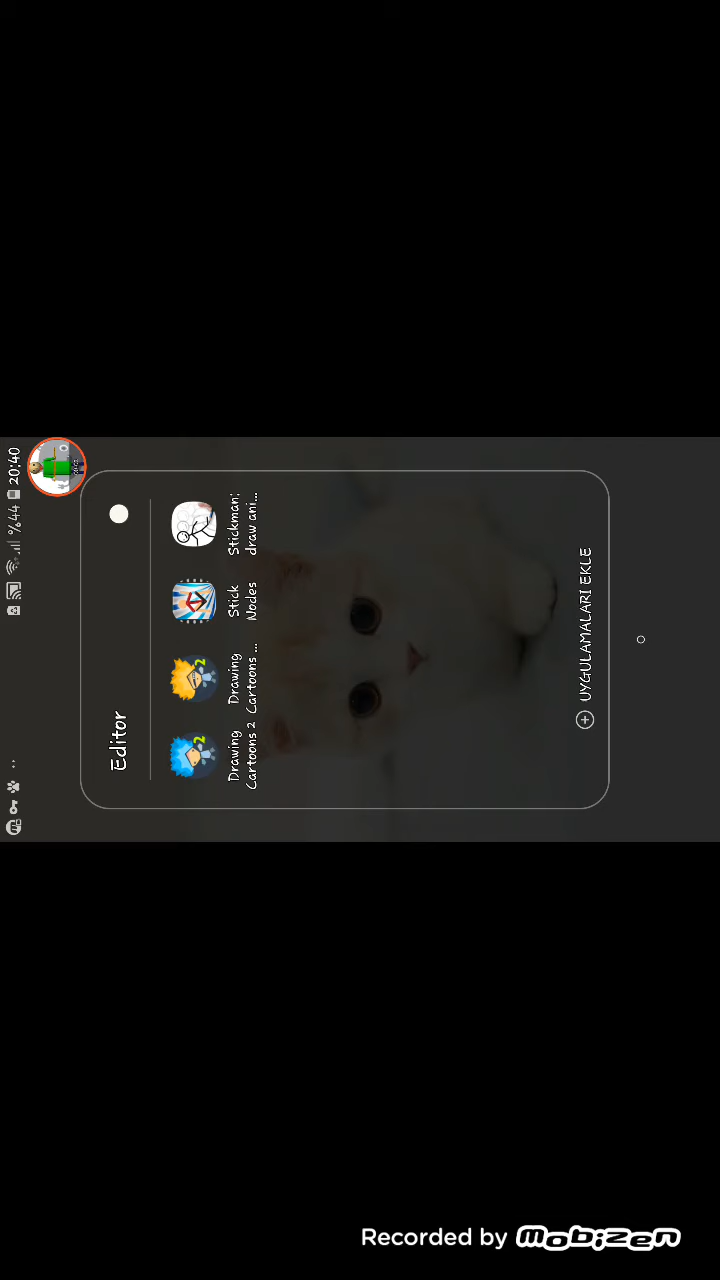 %44 20:40
Editor
Drawing
Cartoons 2
Drawing
Cartoons ...
Stick
Nodes
Stickman:
draw ani...
UYGULAMALARI EKLE
Recorded by mobizen